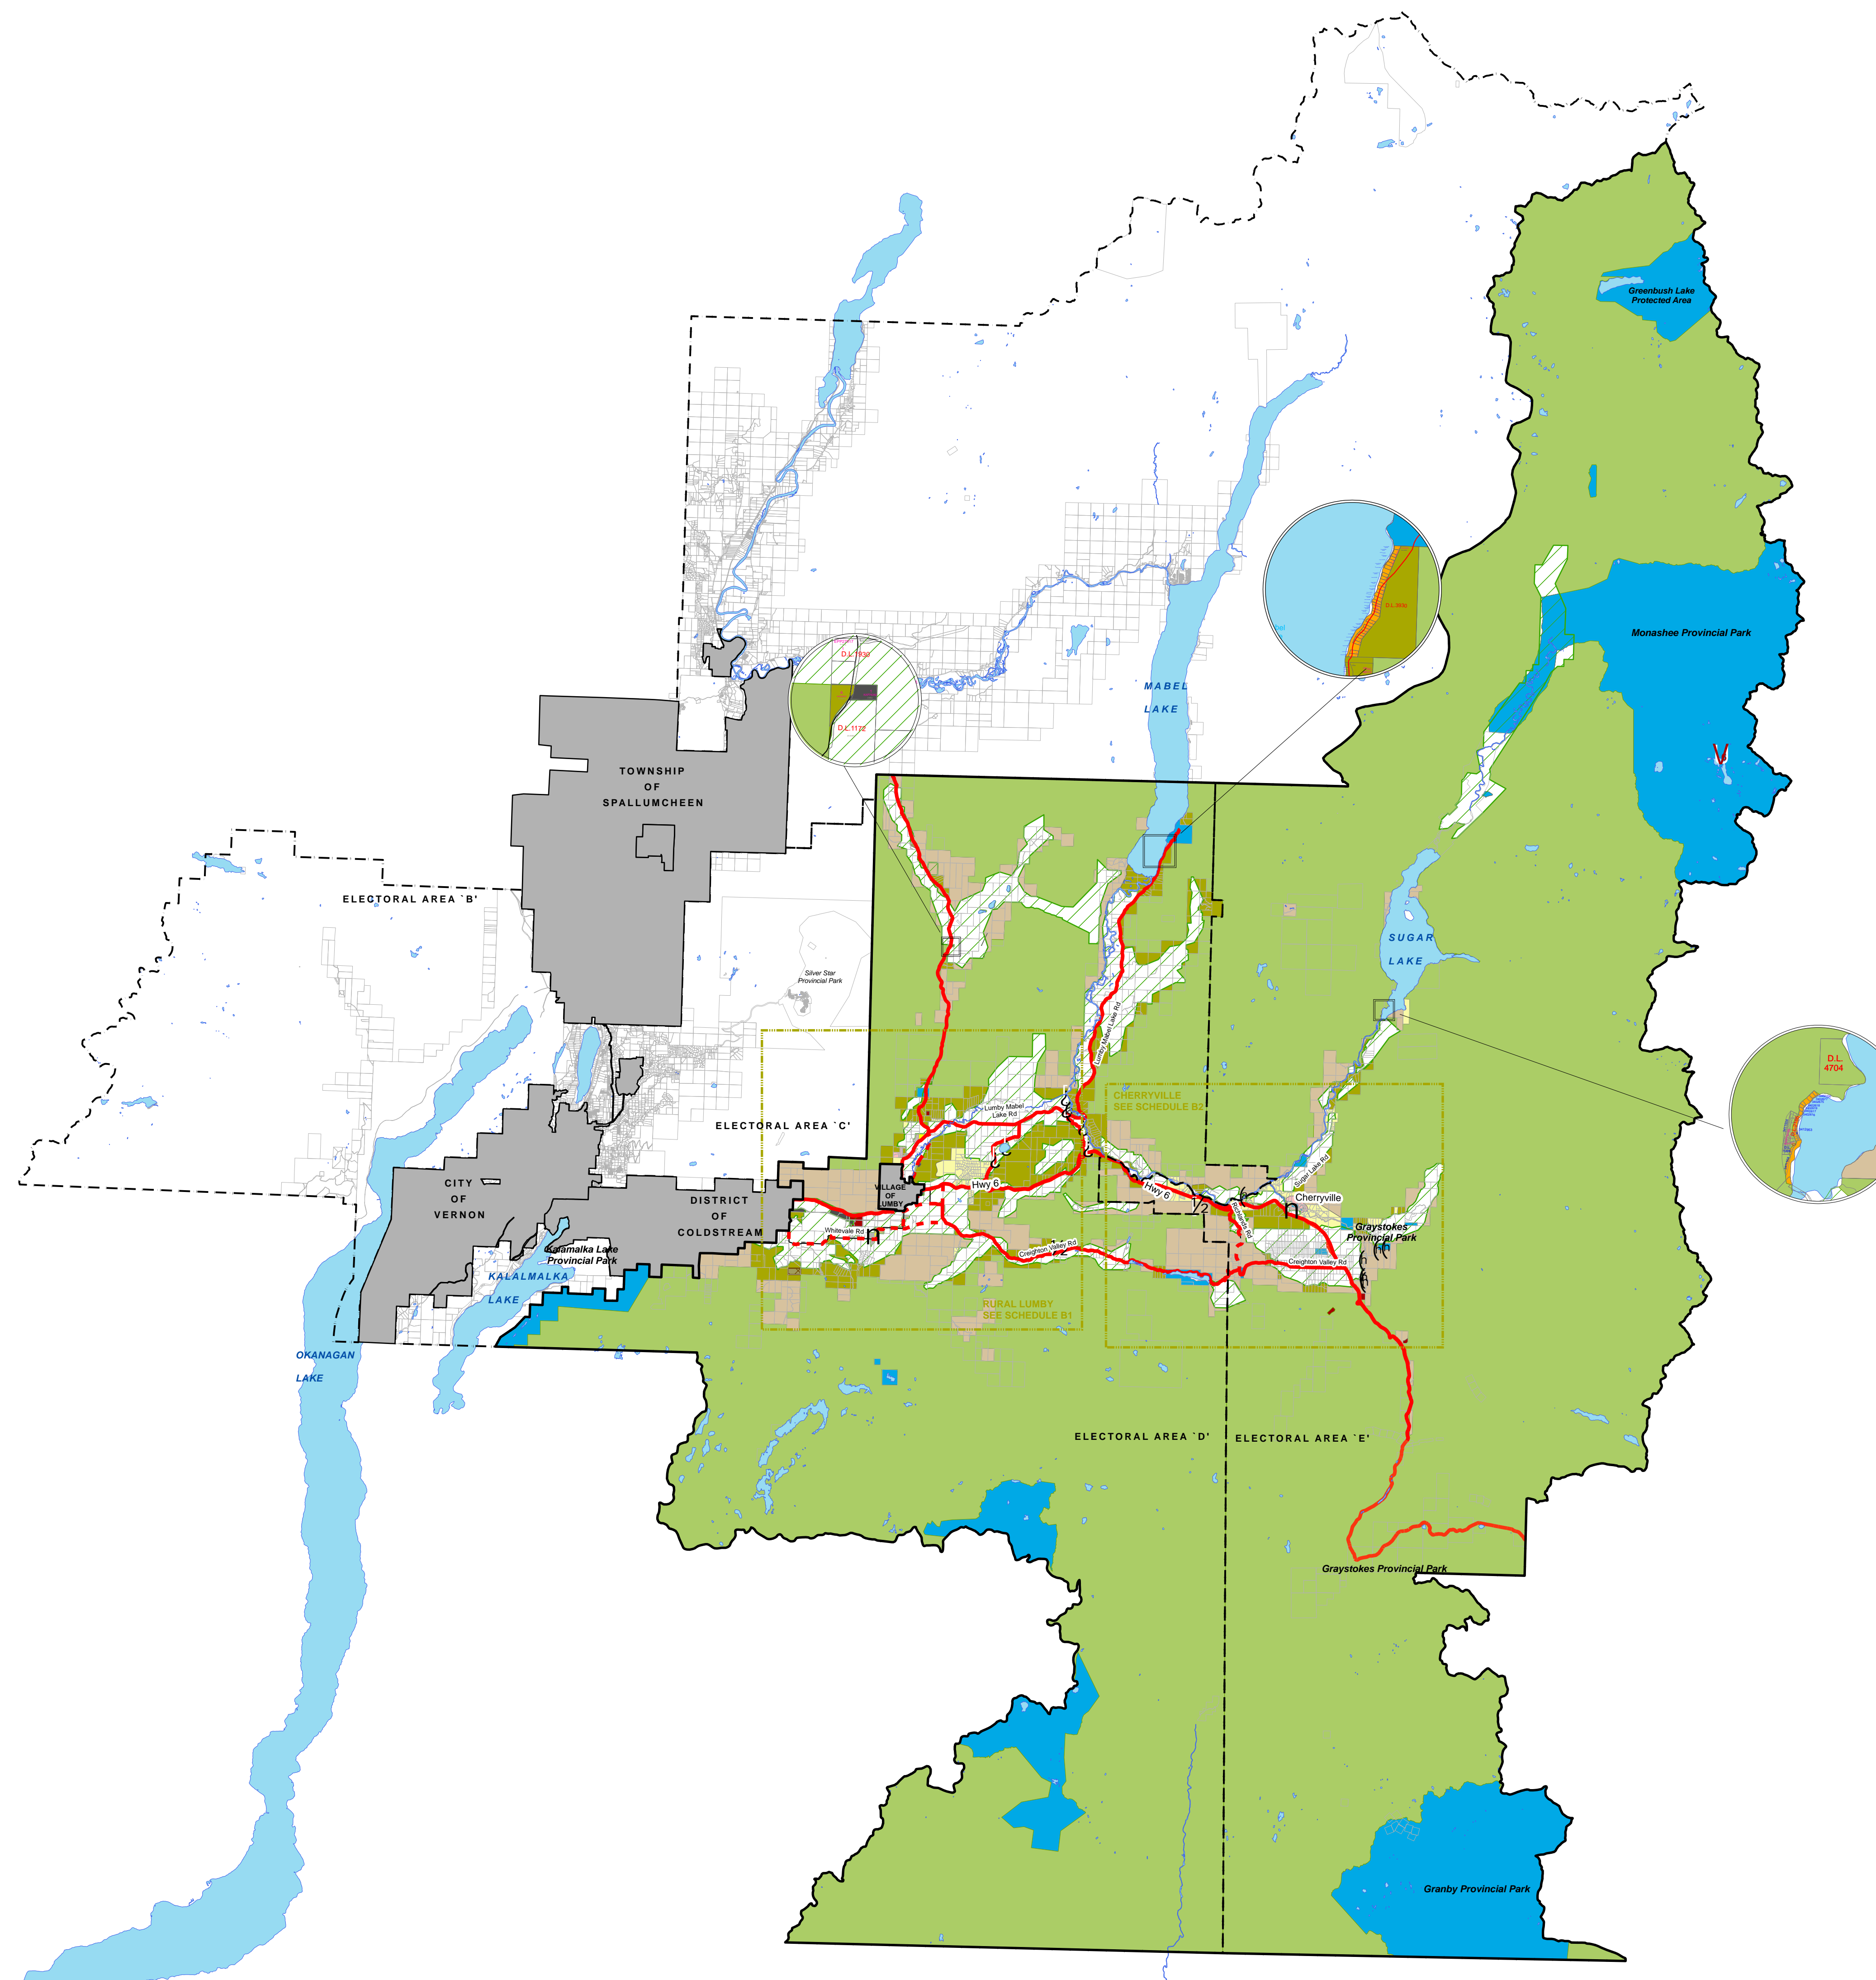 Greenbush Lake
Protected Area
Monashee Provincial Park
D.L.3936
D.L.1930
D.L.1172
MABEL
LAKE
TOWNSHIP
OF
SPALLUMCHEEN
ELECTORAL AREA `B'
SUGAR
LAKE
Silver Star
Provincial Park
Lumby Mabel Lake Rd
D.L.
4704
CHERRYVILLE
SEE SCHEDULE B2
Lumby Mabel
Lake Rd
ELECTORAL AREA `C'
CITY
OF
VERNON
DISTRICT
OF
COLDSTREAM
VILLAGE
OF
LUMBY
Hwy 6
Hwy 6
Sugar Lake Rd
Cherryville
Whitevale Rd
Creighton Valley Rd
Graystokes
Provincial Park
Creighton Valley Rd
Kalamalka Lake
Provincial Park
KALALMALKA
LAKE
RURAL LUMBY
SEE SCHEDULE B1
OKANAGAN
LAKE
ELECTORAL AREA `D'
ELECTORAL AREA `E'
Graystokes Provincial Park
Granby Provincial Park